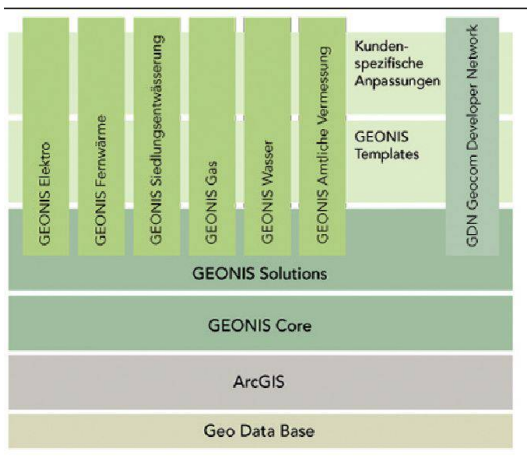 GEONIS Elektro
GEONIS Fernwärme
GEONIS Siedlungsentwässerung
GEONIS Gas
GEONIS Wasser
GEONIS Amtliche Vermessung
Kunden-
spezifische
Anpassungen
GEONIS
Templates
GDN Geocom Developer Network
GEONIS Solutions
GEONIS Core
ArcGIS
Geo Data Base